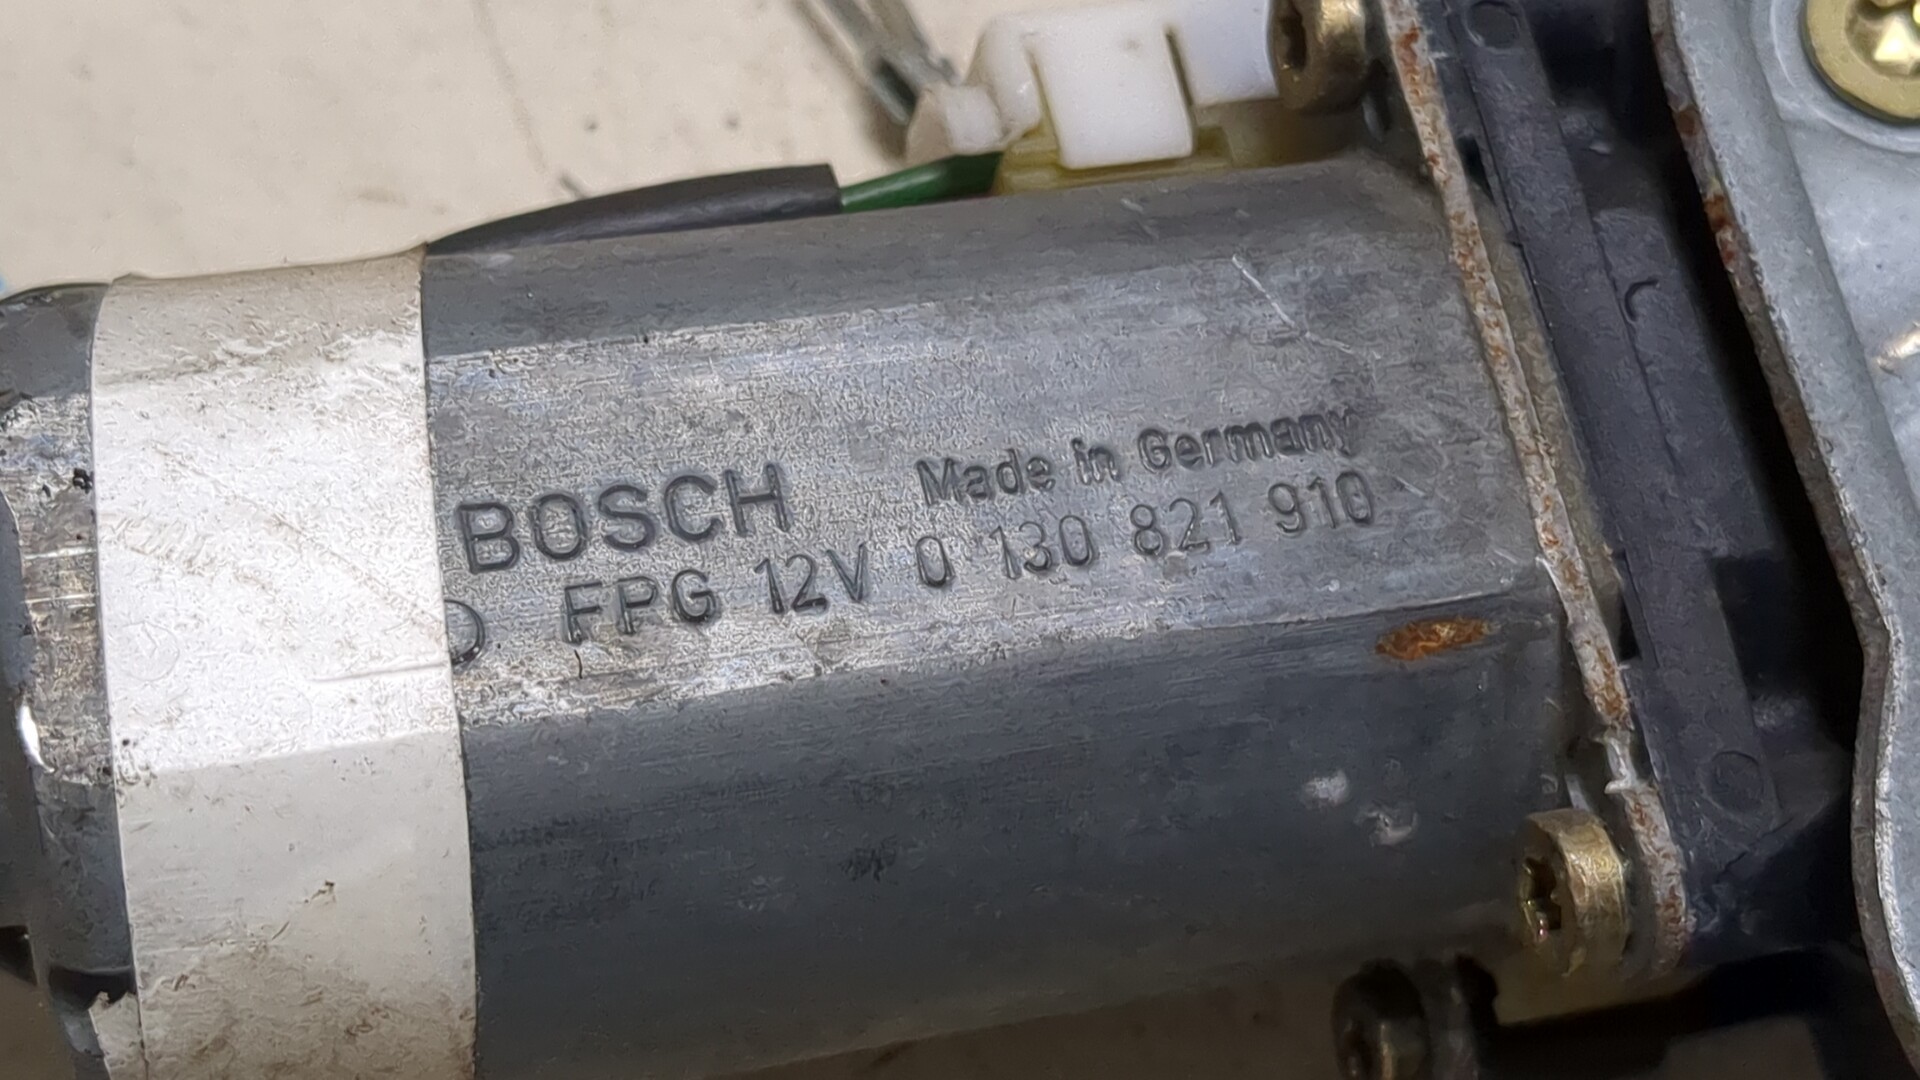 BOSCH Made in Germany
FPG 12V 0 130 821 910